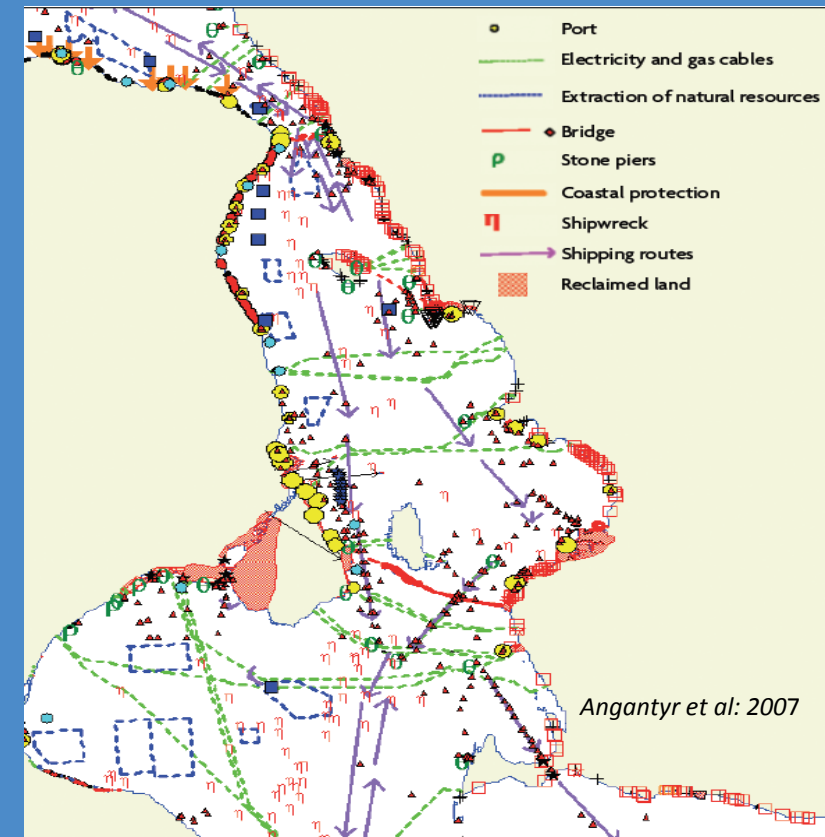 Port
Electricity and gas cables
Extraction of natural resources
Bridge
ρ Stone piers
Coastal protection
η Shipwreck
Shipping routes
Reclaimed land
Angantyr et al: 2007